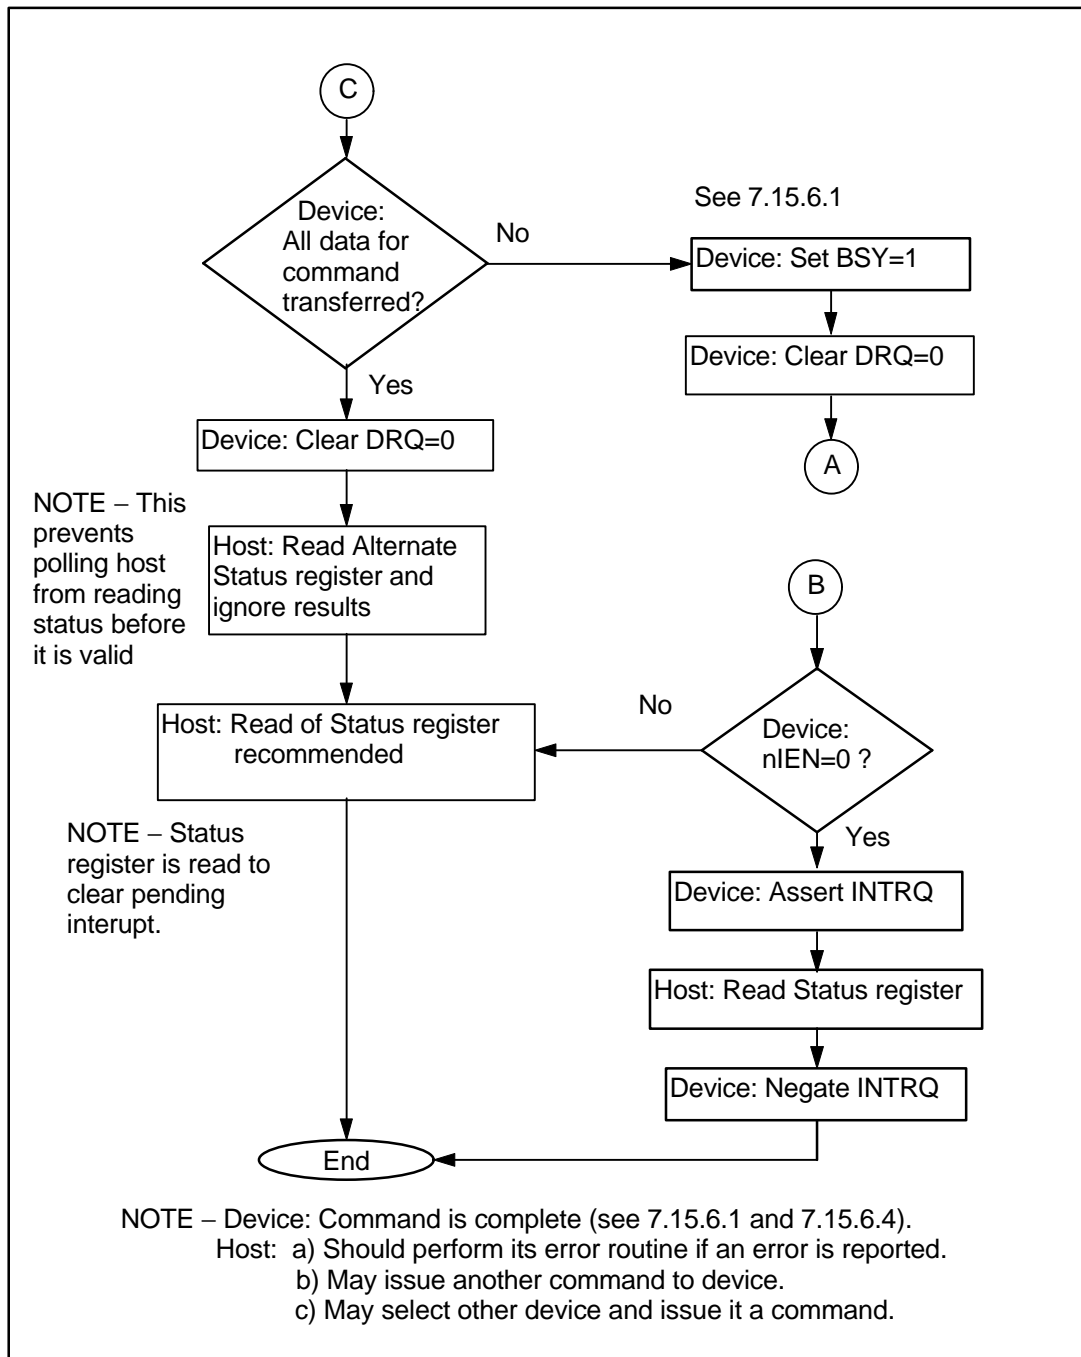 C
Device:
All data for
command
transferred?
No
See 7.15.6.1
Device: Set BSY=1
Device: Clear DRQ=0
A
Yes
Device: Clear DRQ=0
NOTE – This
prevents
polling host
from reading
status before
it is valid
Host: Read Alternate
Status register and
ignore results
B
Device:
nIEN=0 ?
No
Host: Read of Status register
recommended
NOTE – Status
register is read to
clear pending
interupt.
Yes
Device: Assert INTRQ
Host: Read Status register
Device: Negate INTRQ
End
NOTE – Device: Command is complete (see 7.15.6.1 and 7.15.6.4).
Host: a) Should perform its error routine if an error is reported.
b) May issue another command to device.
c) May select other device and issue it a command.